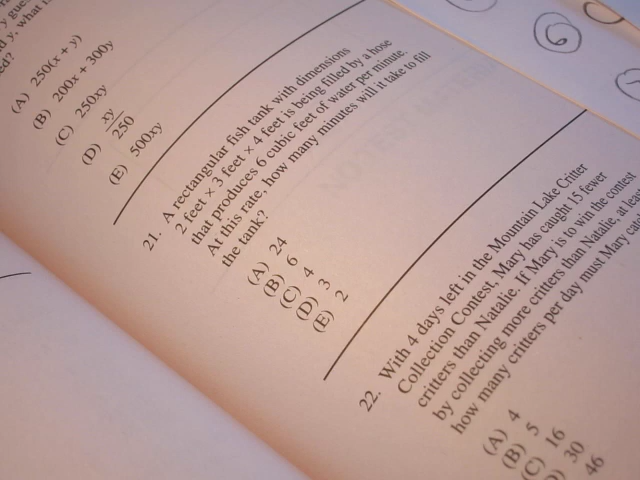 y gue
d y, what i
ed?
(A) 250(x + y)
(B) 200x + 300y
(C) 250xy
(D) xy/250
(E) 500xy
21. A rectangular fish tank with dimensions
2 feet × 3 feet × 4 feet is being filled by a hose
that produces 6 cubic feet of water per minute.
At this rate, how many minutes will it take to fill
the tank?
(A) 24
(B) 6
(C) 4
(D) 3
(E) 2
22. With 4 days left in the Mountain Lake Critter
Collection Contest, Mary has caught 15 fewer
critters than Natalie. If Mary is to win the contest
by collecting more critters than Natalie, at leas
how many critters per day must Mary cat
(A) 4
(B) 5
(C) 16
) 30
46
6